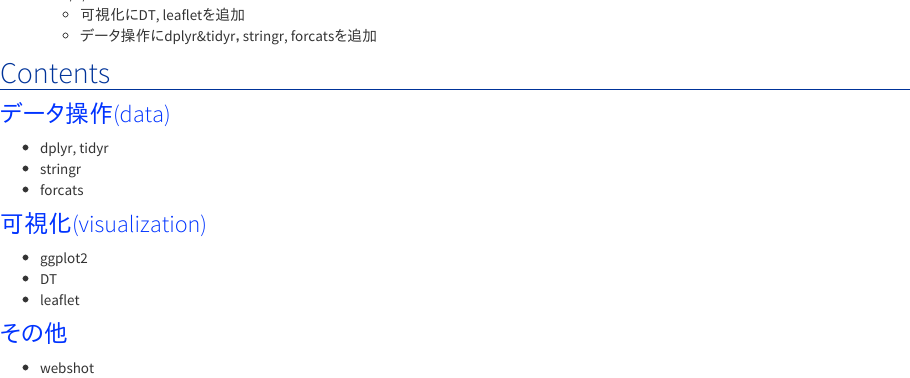 可視化にDT, leafletを追加
データ操作にdplyr&tidyr, stringr, forcatsを追加
Contents
データ操作(data)
dplyr, tidyr
stringr
forcats
可視化(visualization)
ggplot2
DT
leaflet
その他
webshot